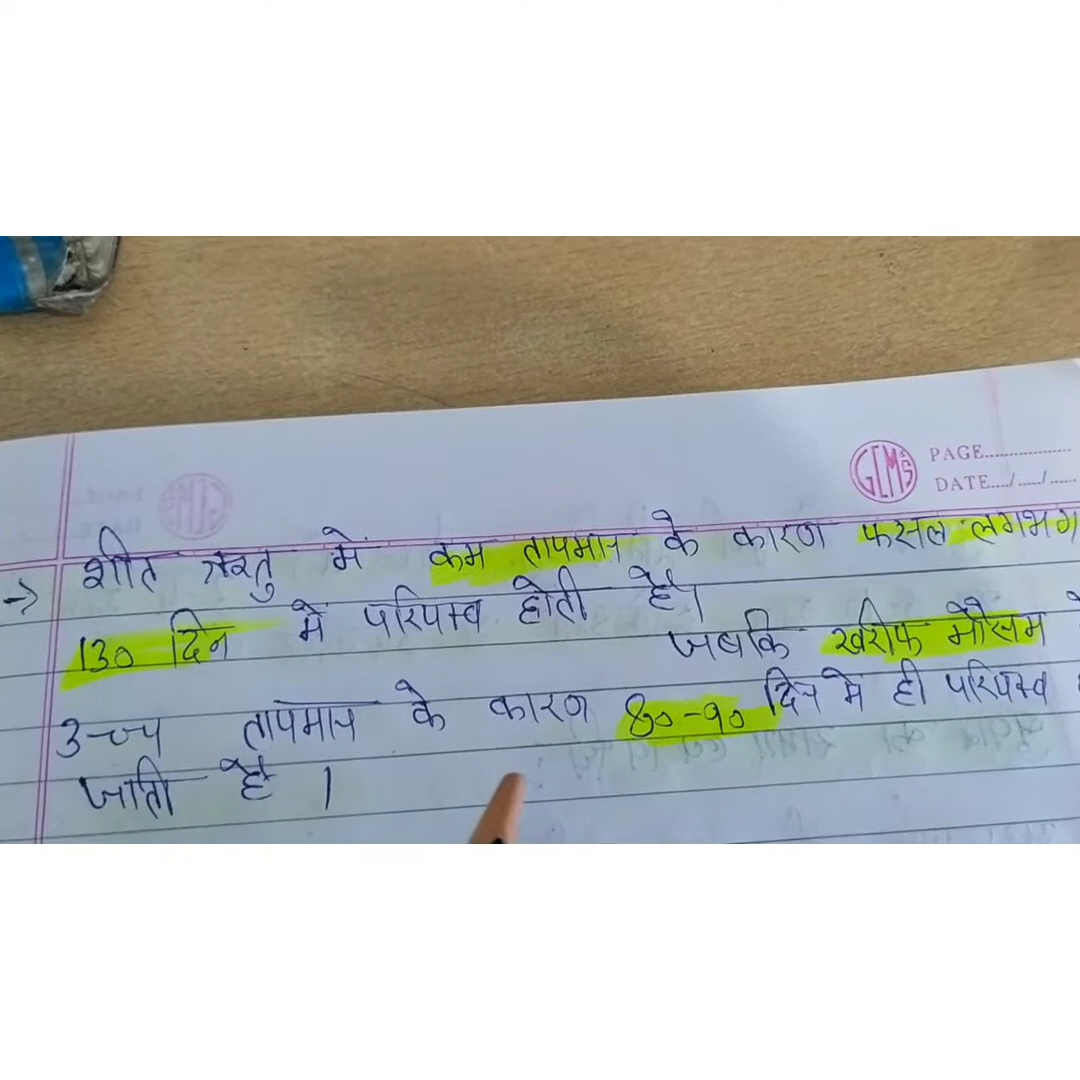 GEMS
PAGE..................
DATE..../...../......
→ शीत ऋतु में कम तापमान के कारण फसल लगभग
130 दिन में परिपक्व होती है।
जबकि खरीफ मौसम
उच्च तापमान के कारण 80-90 दिन मे ही परिपक्व
जाती है ।